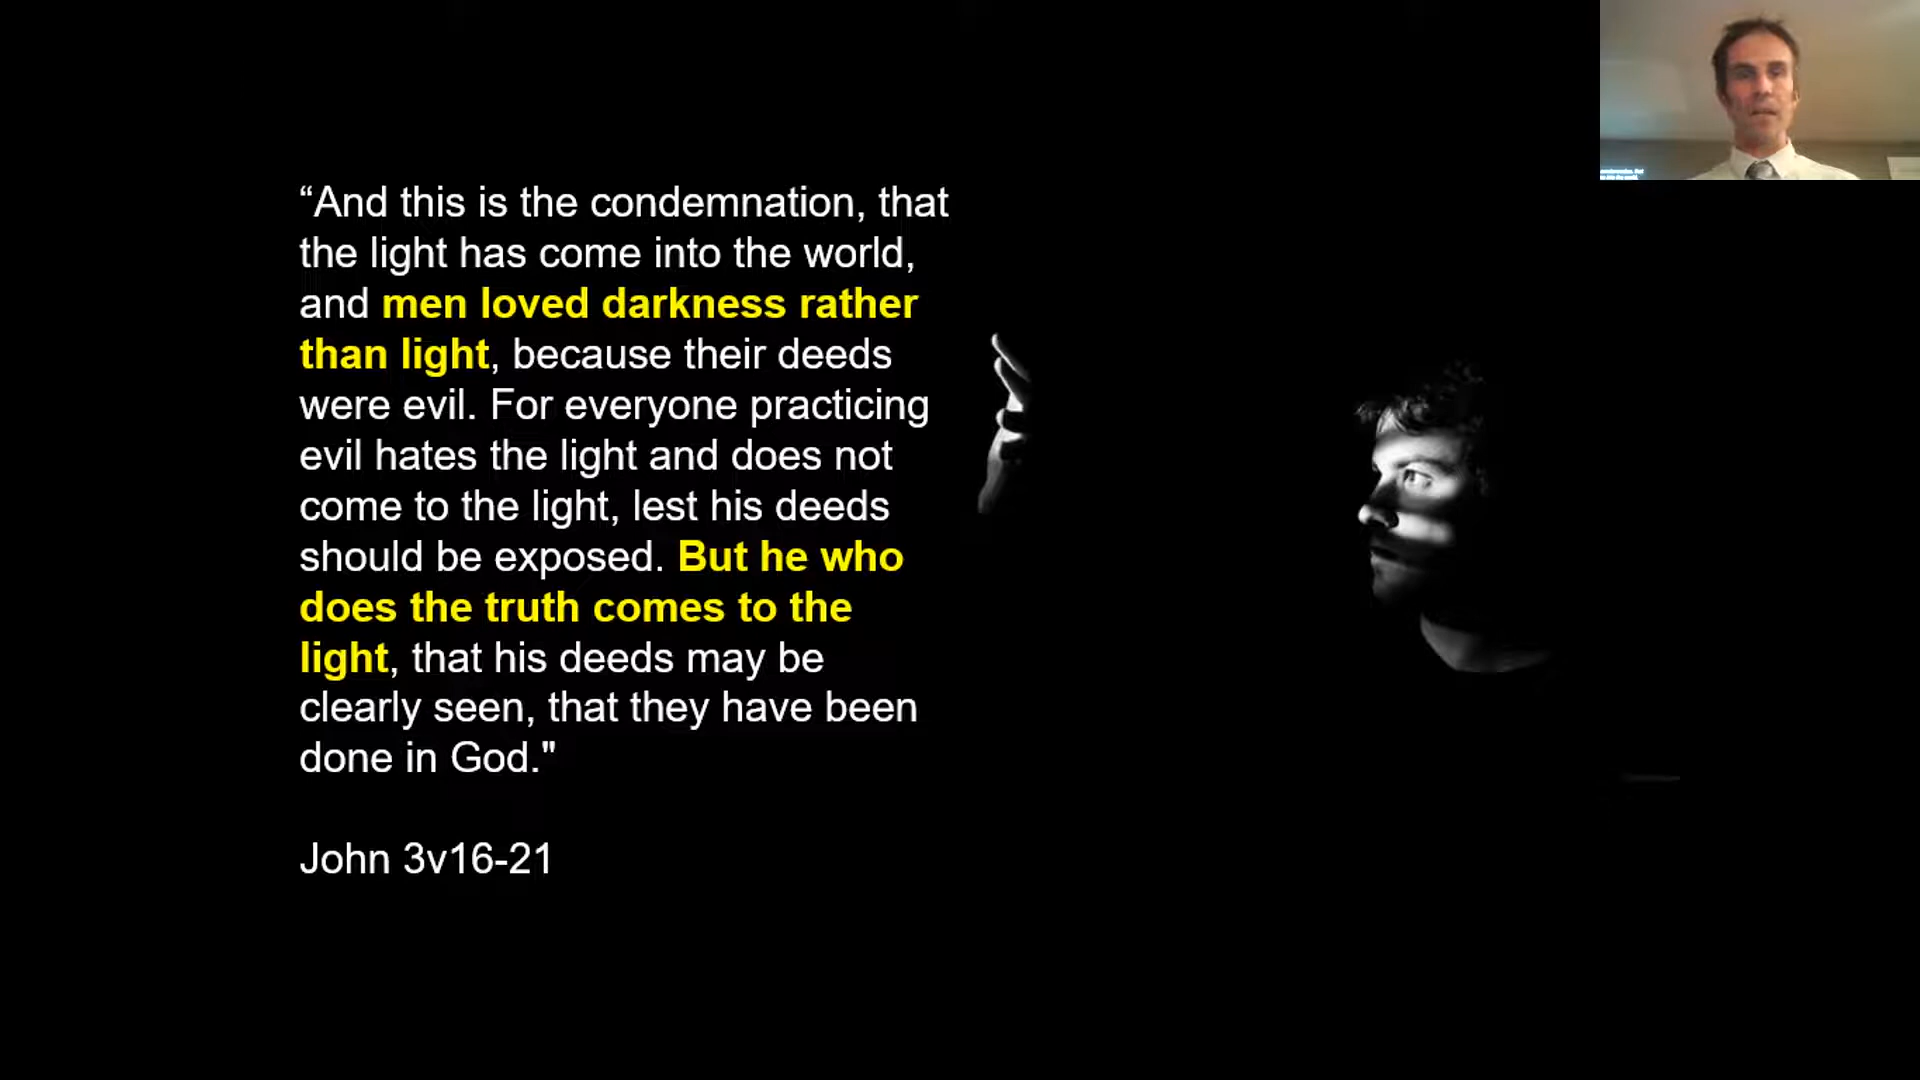 “And this is the condemnation, that
the light has come into the world,
and men loved darkness rather
than light, because their deeds
were evil. For everyone practicing
evil hates the light and does not
come to the light, lest his deeds
should be exposed. But he who
does the truth comes to the
light, that his deeds may be
clearly seen, that they have been
done in God."
John 3v16-21